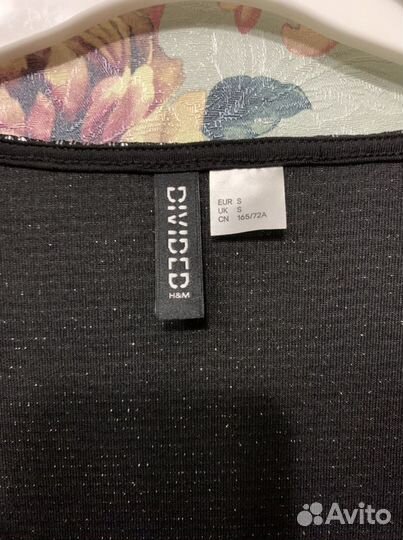 DIVIDED
H&M
EUR S
UK S
CN 165/72A
Avito